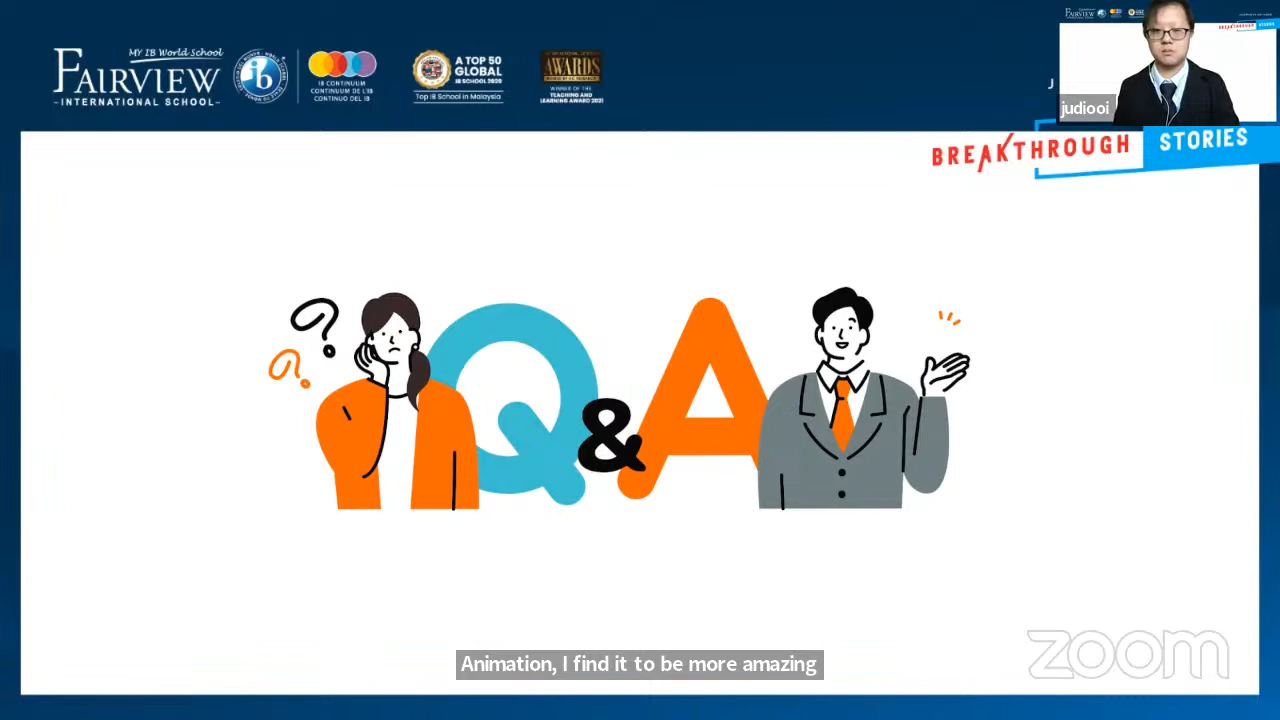 MY IB World School
FAIRVIEW
-INTERNATIONAL SCHOOL-
ib
IB CONTINUUM
CONTINUUM DE L'IB
CONTINUO DEL IB
A TOP 50
GLOBAL
IB SCHOOL 2020
Top IB School in Malaysia
AWARDS
WINNER OF THE
TEACHING AND
LEARNING AWARD 2021
J
FAIRVIEW
judiooi
BREAKTHROUGH STORIES
? ?
Q&A
Animation, I find it to be more amazing
zoom